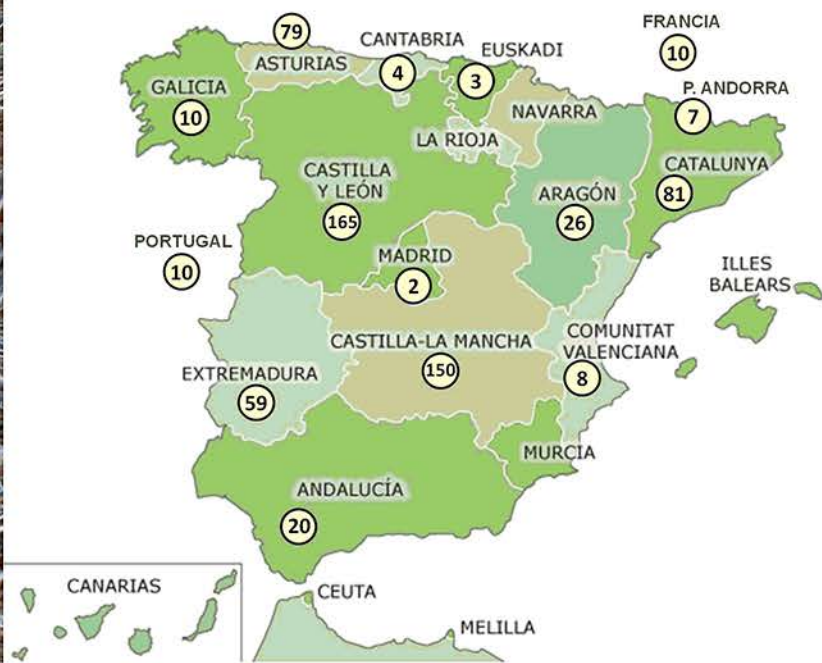 79
CANTABRIA
4
EUSKADI
3
FRANCIA
10
ASTURIAS
GALICIA
10
P. ANDORRA
7
NAVARRA
LA RIOJA
CASTILLA
Y LEÓN
165
ARAGÓN
26
CATALUNYA
81
PORTUGAL
10
MADRID
2
ILLES
BALEARS
CASTILLA-LA MANCHA
150
COMUNITAT
VALENCIANA
8
EXTREMADURA
59
MURCIA
ANDALUCÍA
20
CANARIAS
CEUTA
MELILLA